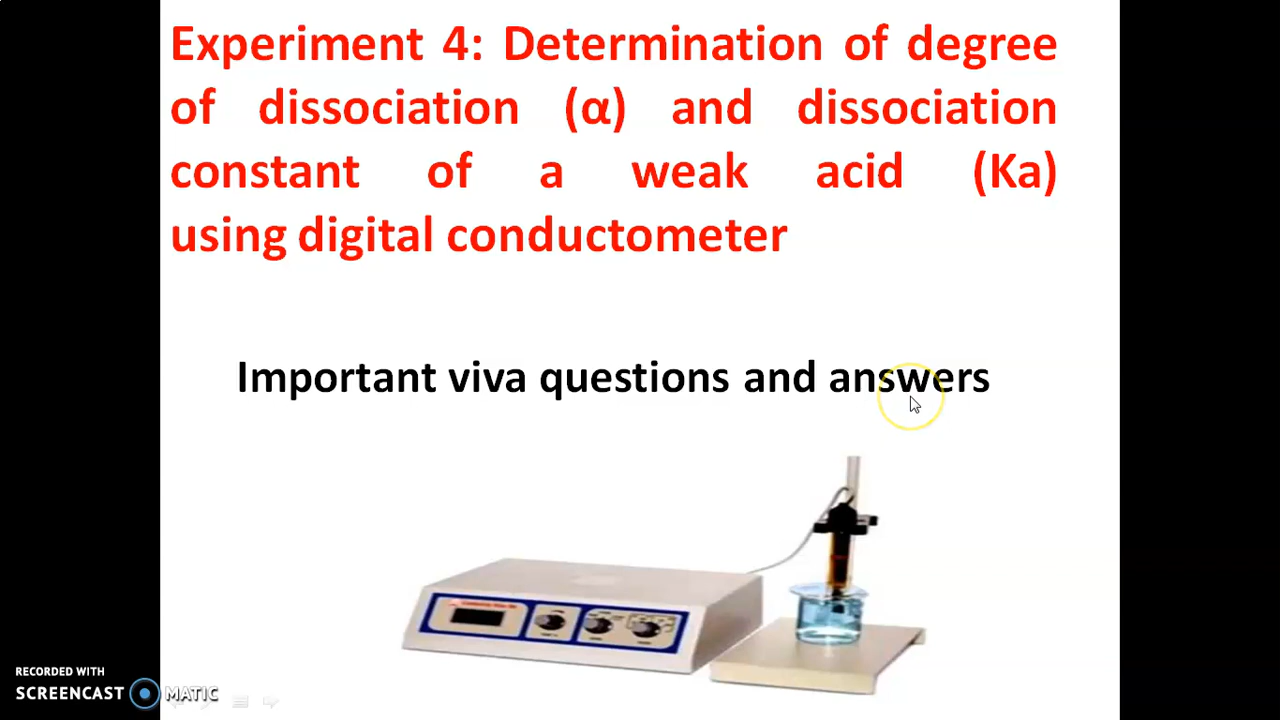 Experiment 4: Determination of degree
of dissociation (α) and dissociation
constant of a weak acid (Ka)
using digital conductometer
Important viva questions and answers
RECORDED WITH
SCREENCAST MATIC